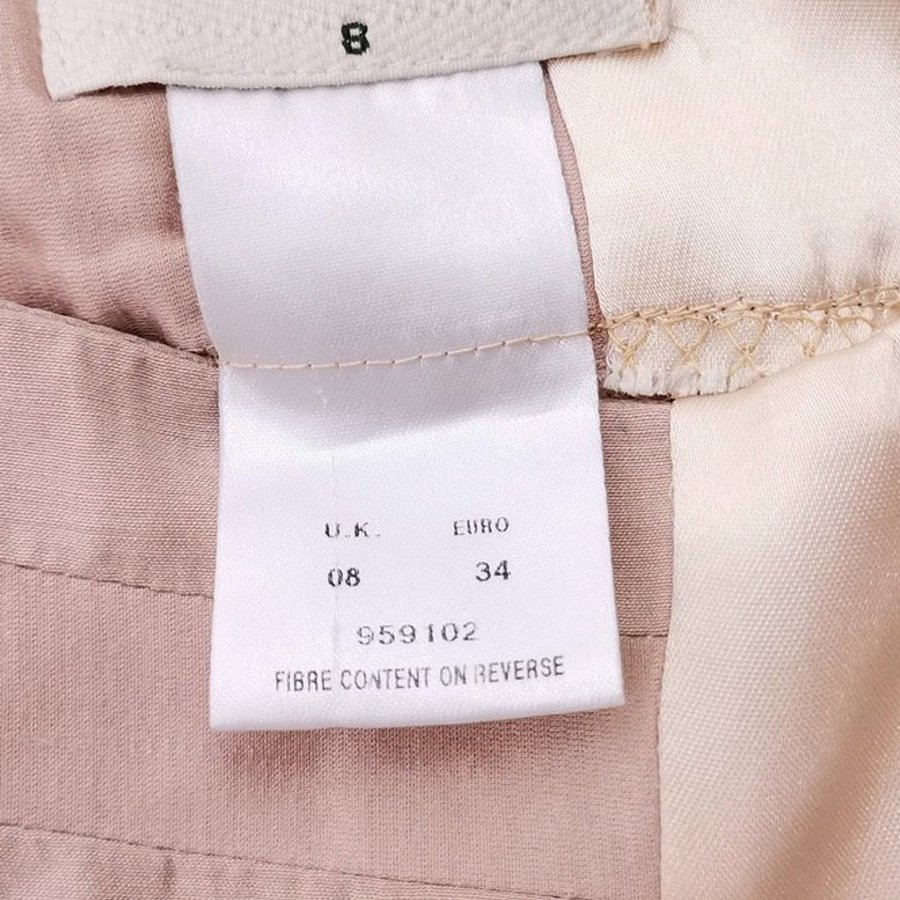 8
U.K. EURO
08 34
959102
FIBRE CONTENT ON REVERSE